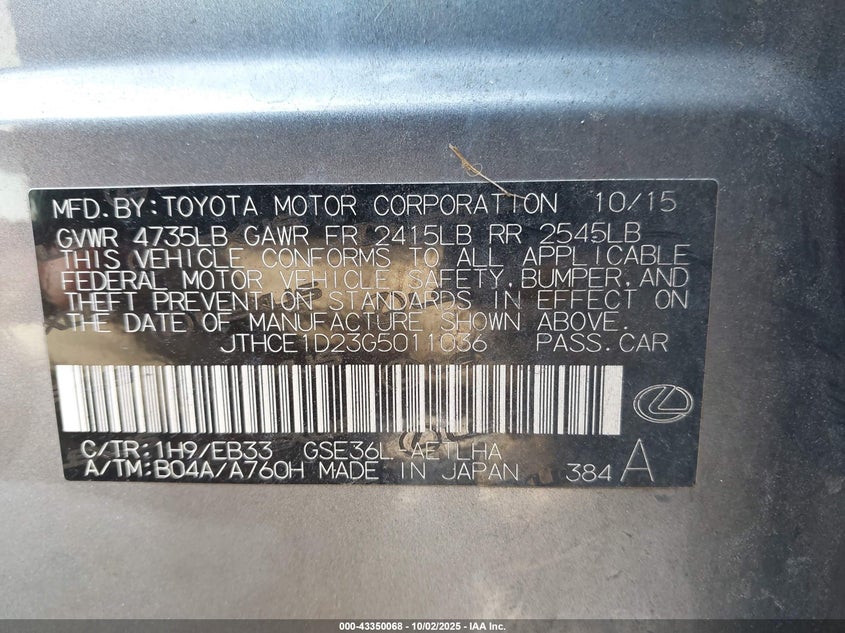 MFD.BY:TOYOTA MOTOR CORPORATION 10/15
GVWR 4735LB GAWR FR 2415LB RR 2545LB
THIS VEHICLE CONFORMS TO ALL APPLICABLE
FEDERAL MOTOR VEHICLE SAFETY, BUMPER, AND
THEFT PREVENTION STANDARDS IN EFFECT ON
THE DATE OF MANUFACTURE SHOWN ABOVE.
JTHCE1D23G5011036 PASS.CAR
C/TR:1H9/EB33 GSE36L-AETLHA
A/TM:B04A/A760H MADE IN JAPAN 384 A
000-43350068 - 10/02/2025 - IAA Inc.